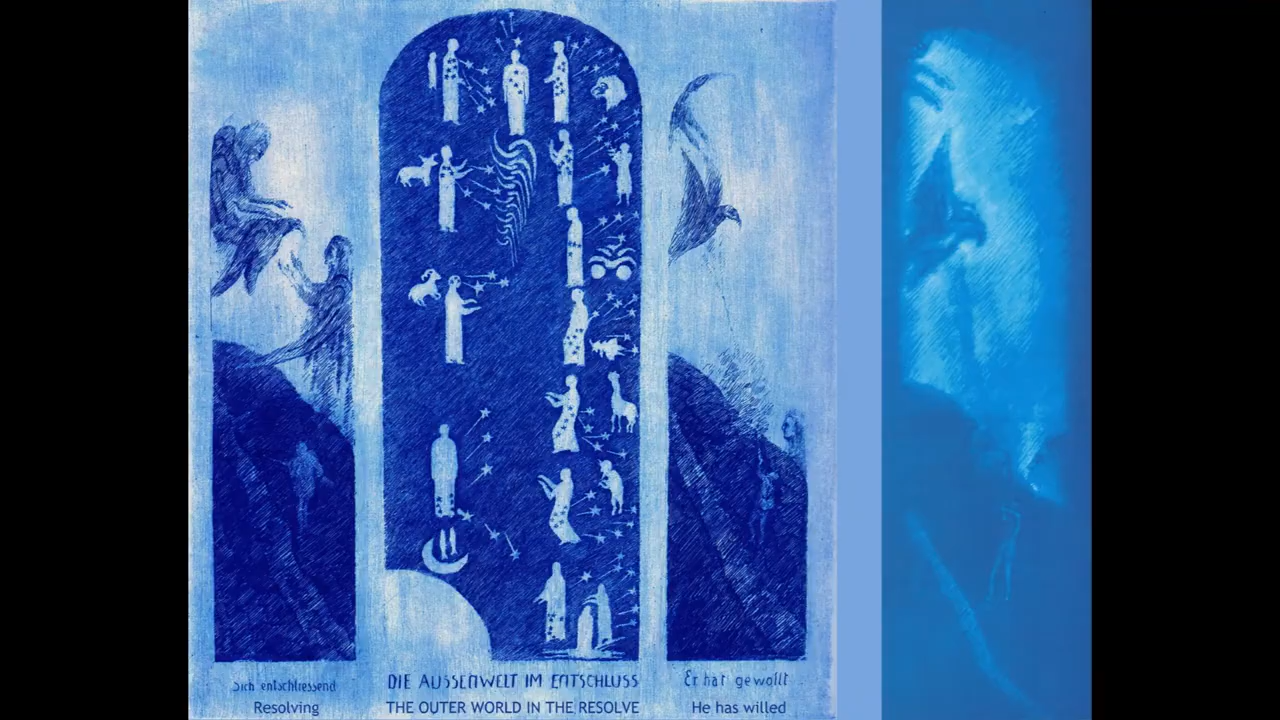 Sich entschliessend
Resolving
DIE AUSSENWELT IM ENTSCHLUSS
THE OUTER WORLD IN THE RESOLVE
Er hat gewollt
He has willed